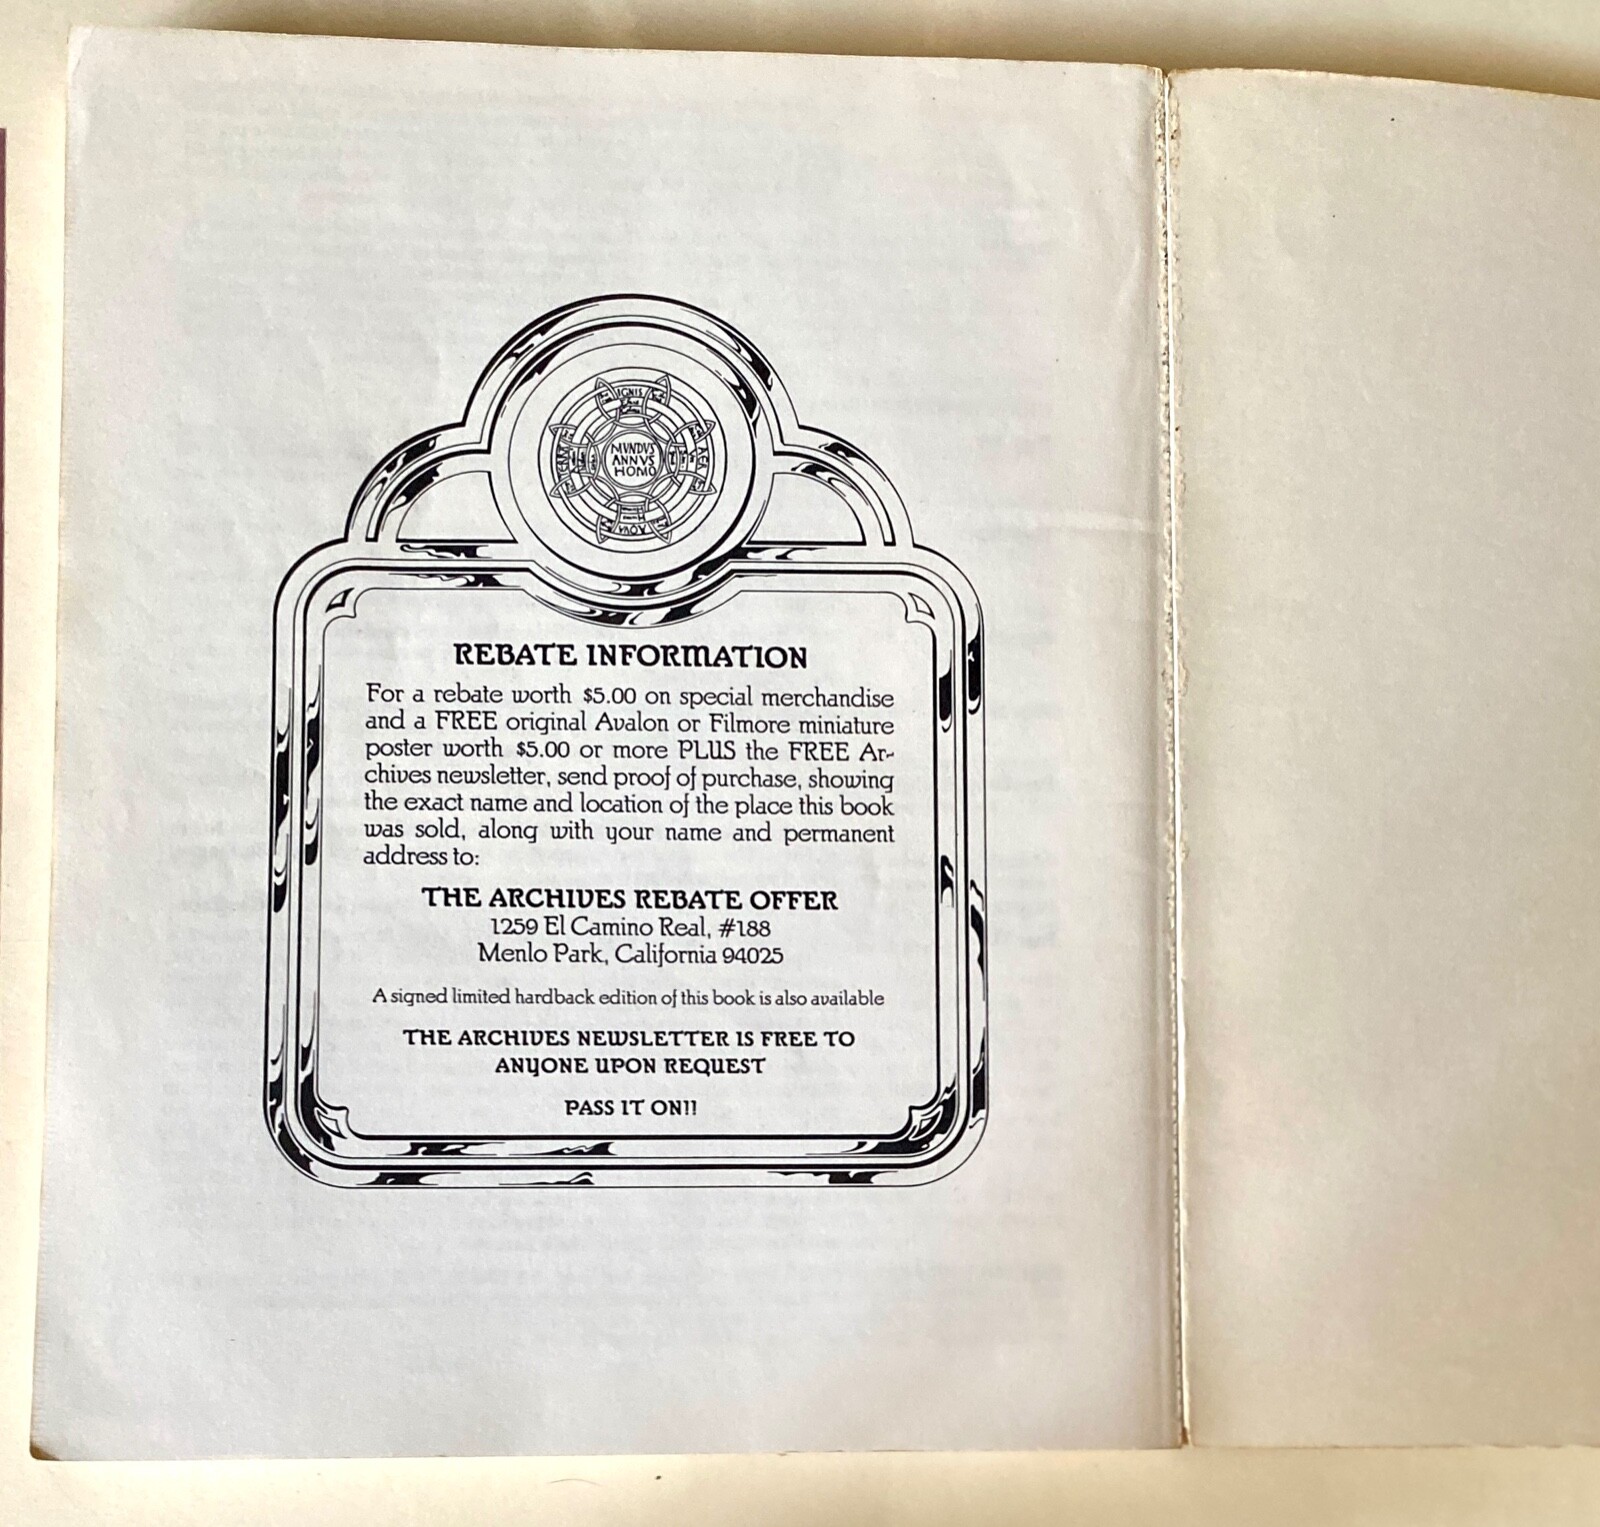 IGNIS
AER
MUNDVS
ANNVS
HOMO
AQVA
REBATE INFORMATION
For a rebate worth $5.00 on special merchandise
and a FREE original Avalon or Filmore miniature
poster worth $5.00 or more PLUS the FREE Ar-
chives newsletter, send proof of purchase, showing
the exact name and location of the place this book
was sold, along with your name and permanent
address to:
THE ARCHIVES REBATE OFFER
1259 El Camino Real, #188
Menlo Park, California 94025
A signed limited hardback edition of this book is also available
THE ARCHIVES NEWSLETTER IS FREE TO
ANYONE UPON REQUEST
PASS IT ON!!